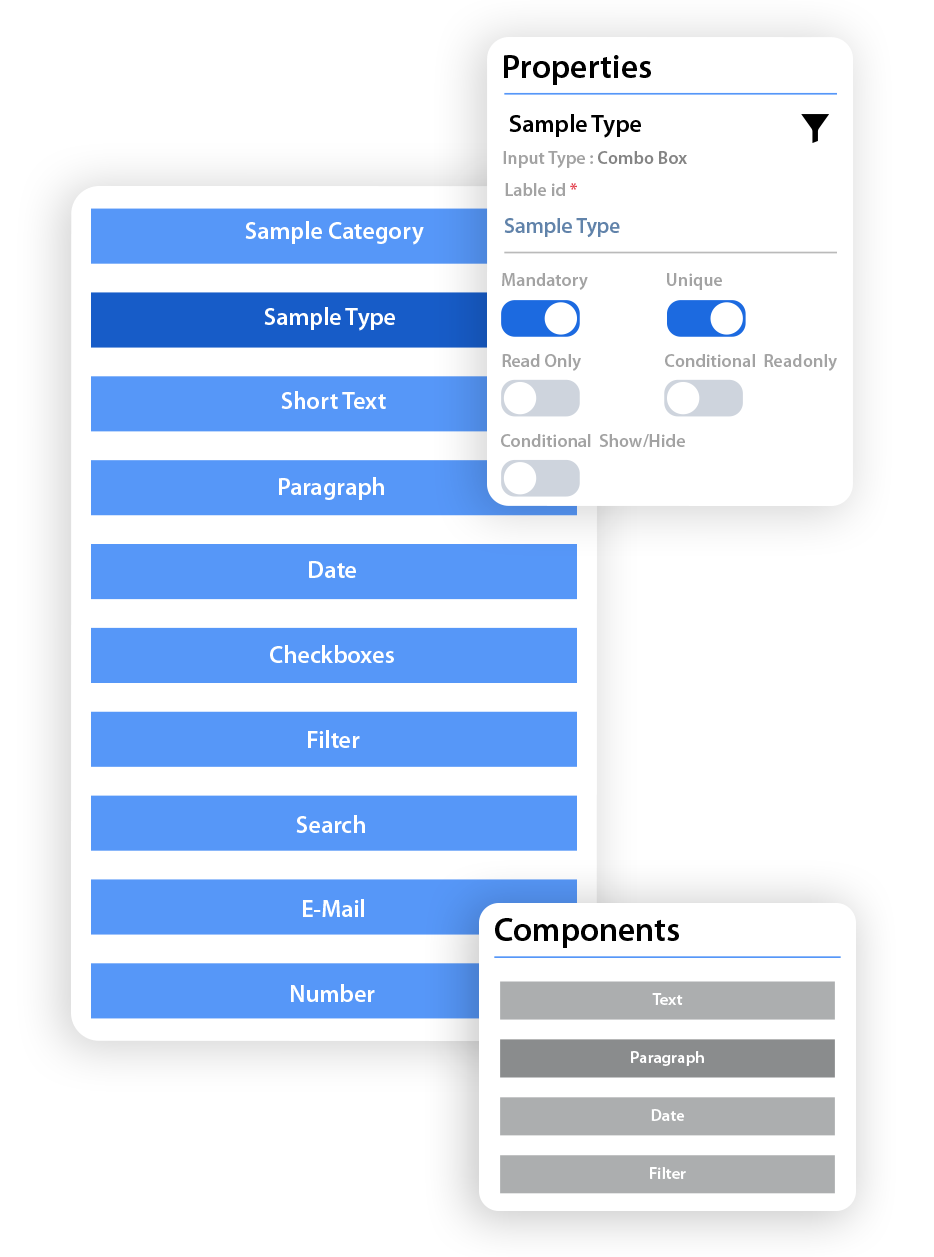 Properties
Sample Type
Input Type : Combo Box
Lable id *
Sample Type
Mandatory Unique
Read Only Conditional Readonly
Conditional Show/Hide
Sample Category
Sample Type
Short Text
Paragraph
Date
Checkboxes
Filter
Search
E-Mail
Number
Components
Text
Paragraph
Date
Filter